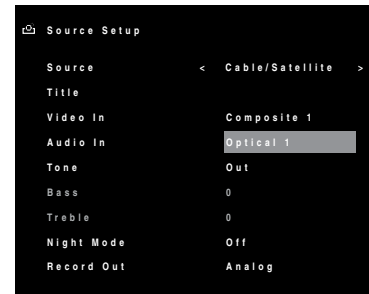 Source Setup
Source < Cable/Satellite >
Title
Video In Composite 1
Audio In Optical 1
Tone Out
Bass 0
Treble 0
Night Mode Off
Record Out Analog